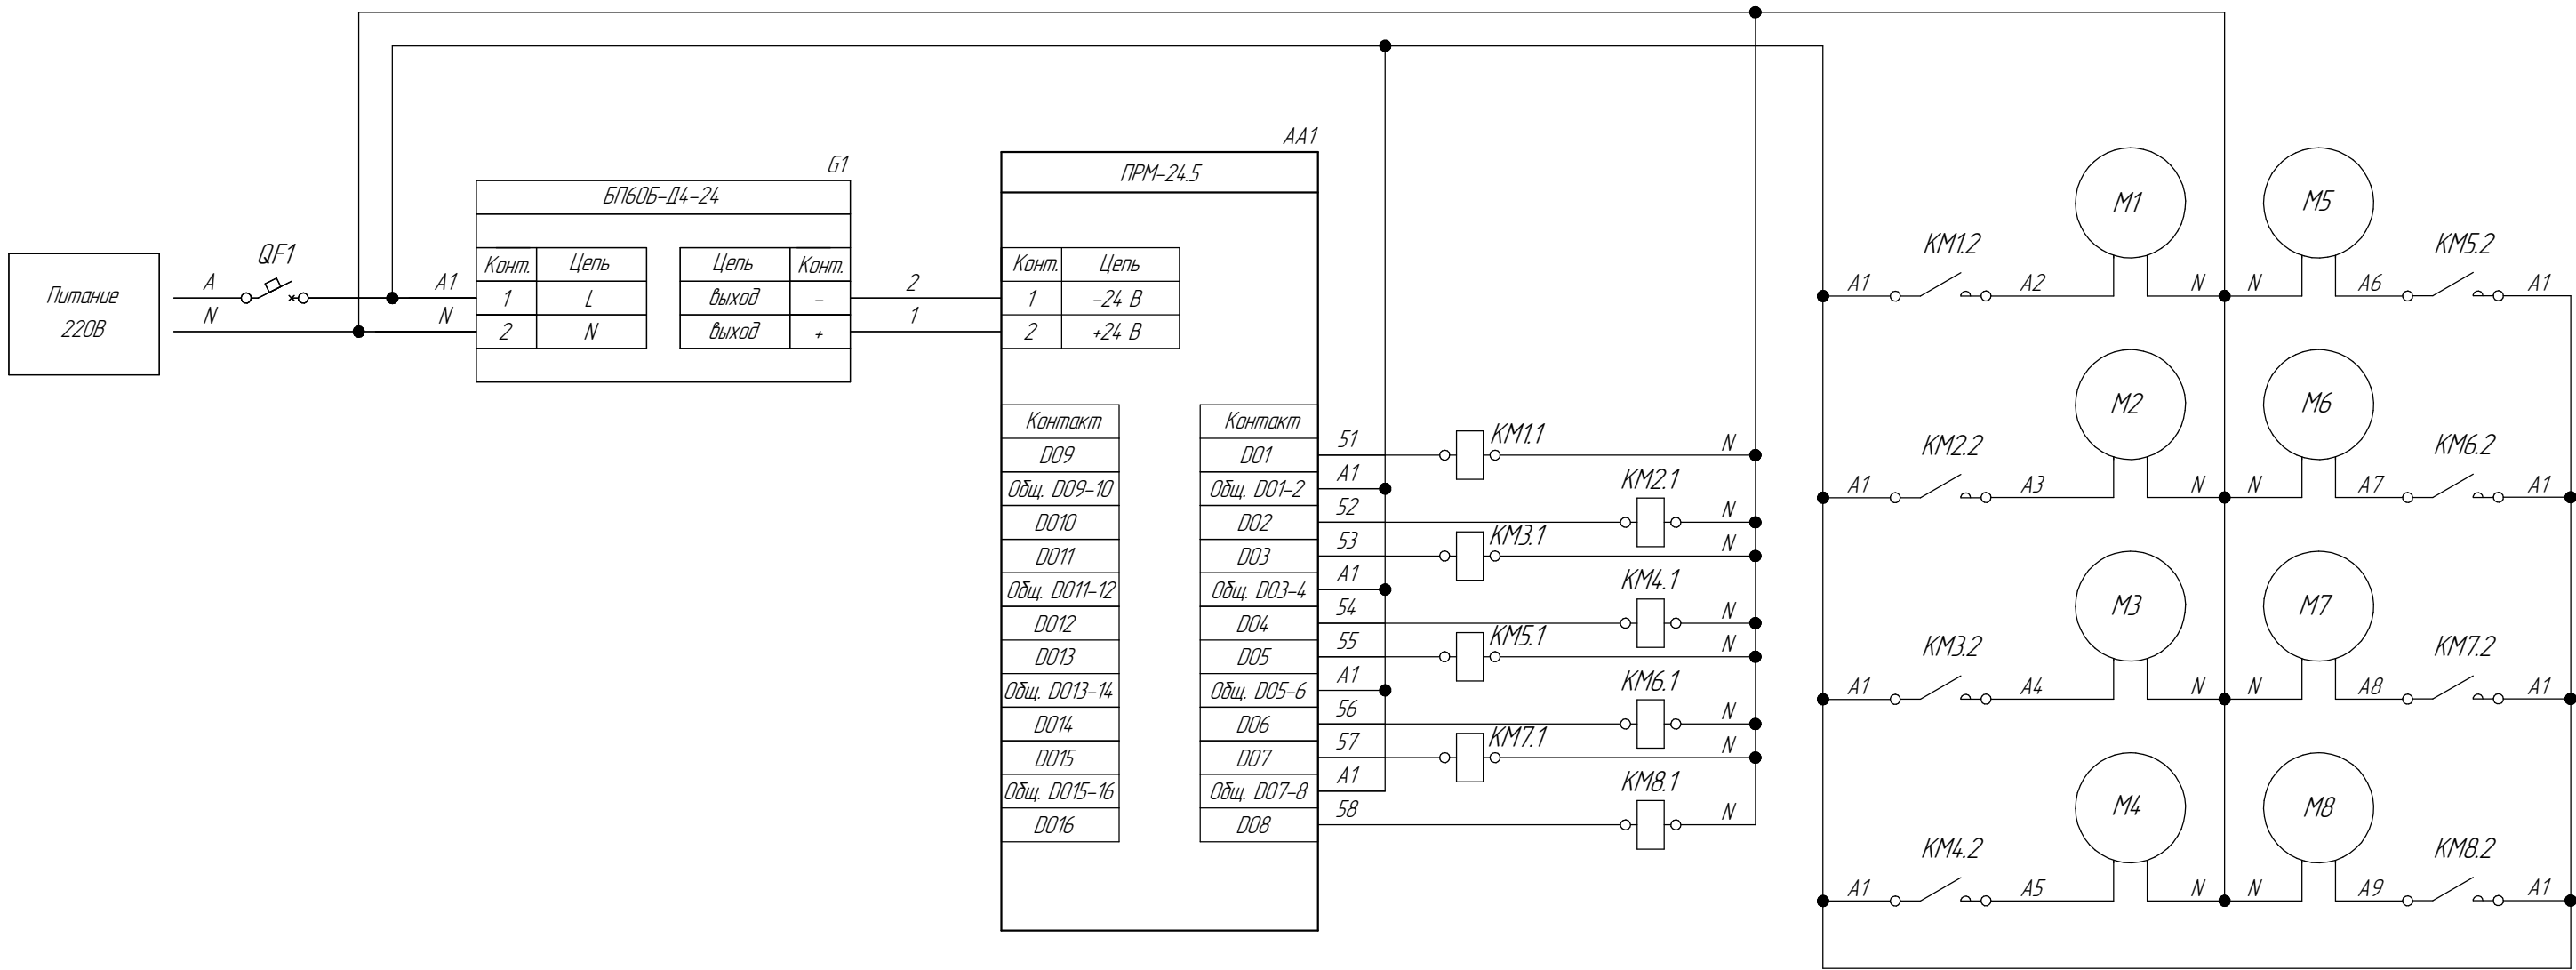 Питание
220В
A
N
QF1
A1
N
G1
БП60Б-Д4-24
Конт. Цепь
1 L
2 N
Цепь Конт.
выход -
выход +
2
1
AA1
ПРМ-24.5
Конт. Цепь
1 -24 В
2 +24 В
Контакт
DO9
Общ. DO9-10
DO10
DO11
Общ. DO11-12
DO12
DO13
Общ. DO13-14
DO14
DO15
Общ. DO15-16
DO16
Контакт
DO1
Общ. DO1-2
DO2
DO3
Общ. DO3-4
DO4
DO5
Общ. DO5-6
DO6
DO7
Общ. DO7-8
DO8
51 KM1.1 N
A1
52 KM2.1 N
53 KM3.1 N
A1
54 KM4.1 N
55 KM5.1 N
A1
56 KM6.1 N
57 KM7.1 N
A1
58 KM8.1 N
M1 M5
KM1.2 KM5.2
A1 A2 N N A6 A1
M2 M6
KM2.2 KM6.2
A1 A3 N N A7 A1
M3 M7
KM3.2 KM7.2
A1 A4 N N A8 A1
M4 M8
KM4.2 KM8.2
A1 A5 N N A9 A1